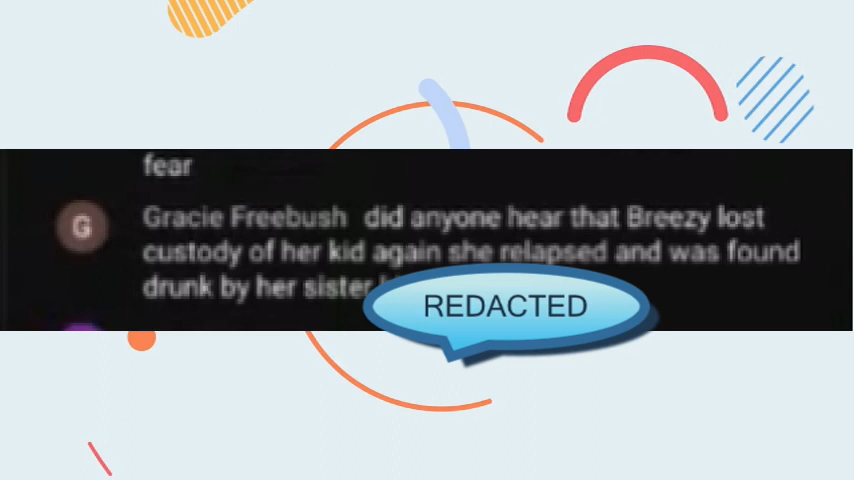 fear
G
Gracie Freebush did anyone hear that Breezy lost
custody of her kid again she relapsed and was found
drunk by her sister
REDACTED